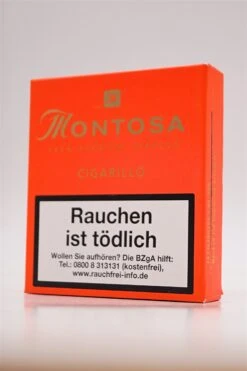 MONTOSA
CIGARILLO
Rauchen
ist tödlich
Wollen Sie aufhören? Die BZgA hilft:
Tel.: 0800 8 313131 (kostenfrei),
www.rauchfrei-info.de